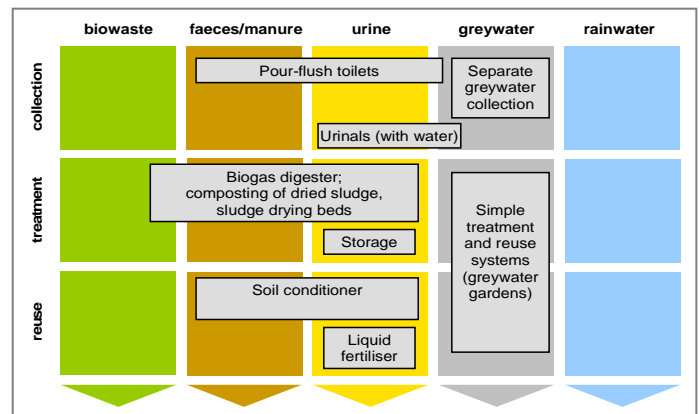 biowaste
faeces/manure
urine
greywater
rainwater
collection
Pour-flush toilets
Separate
greywater
collection
Urinals (with water)
treatment
Biogas digester;
composting of dried sludge,
sludge drying beds
Storage
Simple
treatment
and reuse
systems
(greywater
gardens)
reuse
Soil conditioner
Liquid
fertiliser